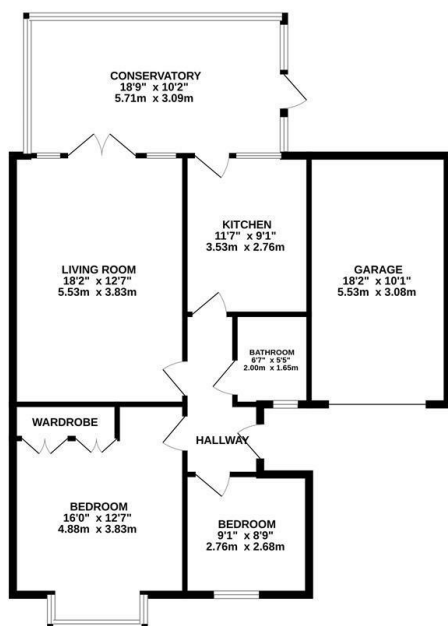 CONSERVATORY
18'9" x 10'2"
5.71m x 3.09m
KITCHEN
11'7" x 9'1"
3.53m x 2.76m
LIVING ROOM
18'2" x 12'7"
5.53m x 3.83m
GARAGE
18'2" x 10'1"
5.53m x 3.08m
BATHROOM
6'7" x 5'5"
2.00m x 1.65m
WARDROBE
HALLWAY
BEDROOM
16'0" x 12'7"
4.88m x 3.83m
BEDROOM
9'1" x 8'9"
2.76m x 2.68m